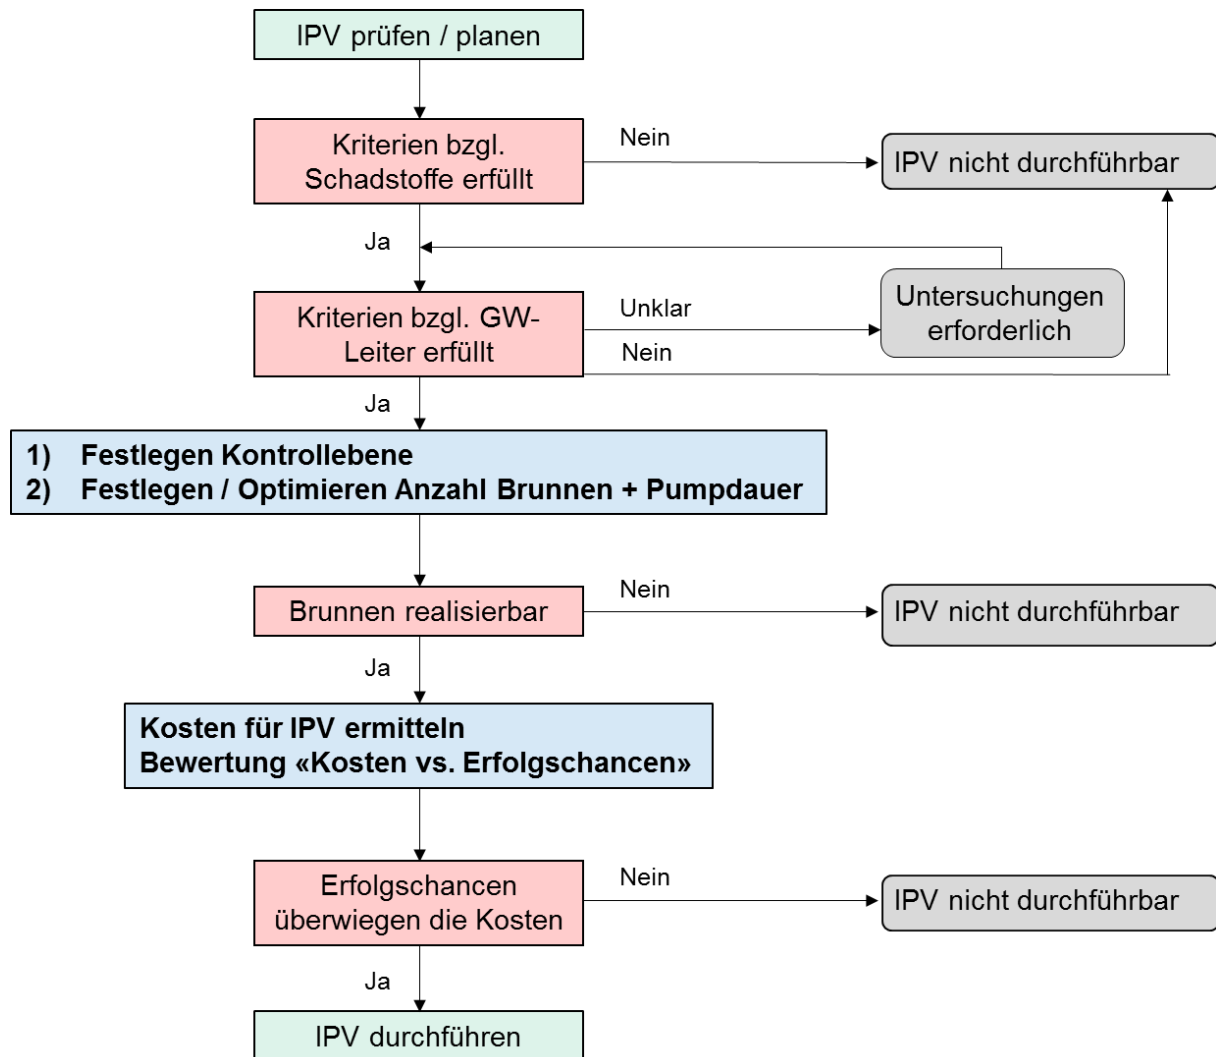 IPV prüfen / planen
Kriterien bzgl.
Schadstoffe erfüllt
Nein
IPV nicht durchführbar
Ja
Kriterien bzgl. GW-
Leiter erfüllt
Unklar
Untersuchungen
erforderlich
Nein
Ja
1) Festlegen Kontrollebene
2) Festlegen / Optimieren Anzahl Brunnen + Pumpdauer
Brunnen realisierbar
Nein
IPV nicht durchführbar
Ja
Kosten für IPV ermitteln
Bewertung «Kosten vs. Erfolgschancen»
Erfolgschancen
überwiegen die Kosten
Nein
IPV nicht durchführbar
Ja
IPV durchführen